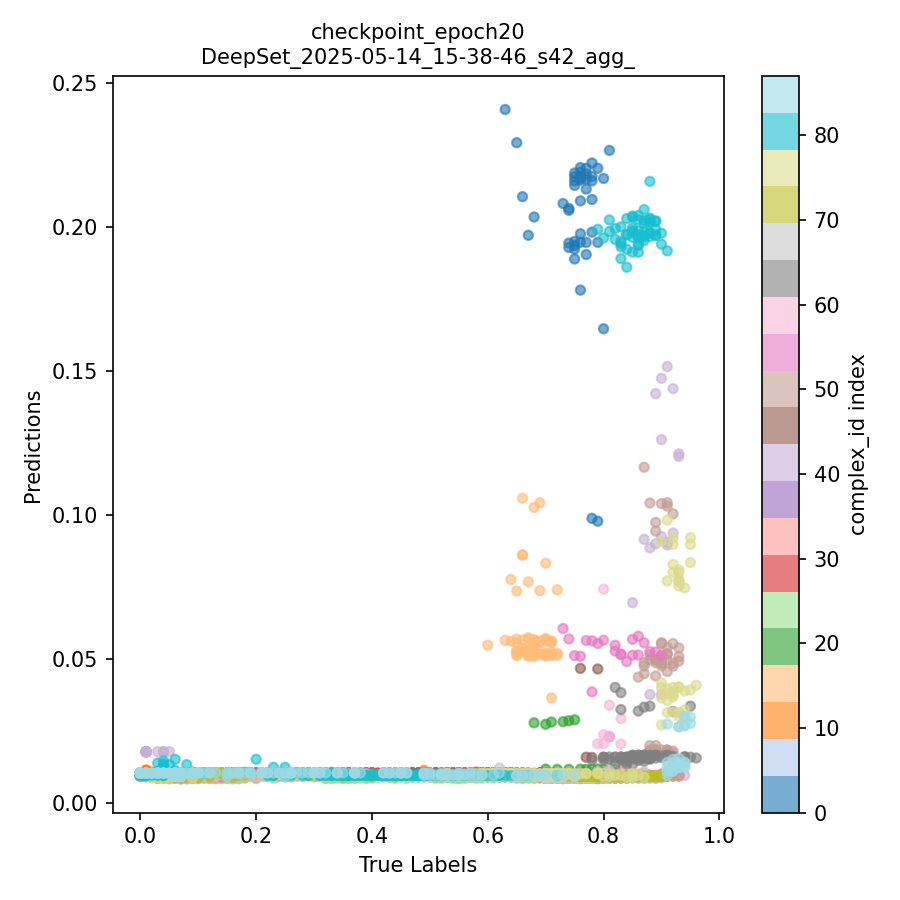 checkpoint_epoch20
DeepSet_2025-05-14_15-38-46_s42_agg_
0.25
0.20
0.15
0.10
0.05
0.00
Predictions
0.0 0.2 0.4 0.6 0.8 1.0
True Labels
80
70
60
50
40
30
20
10
0
complex_id index